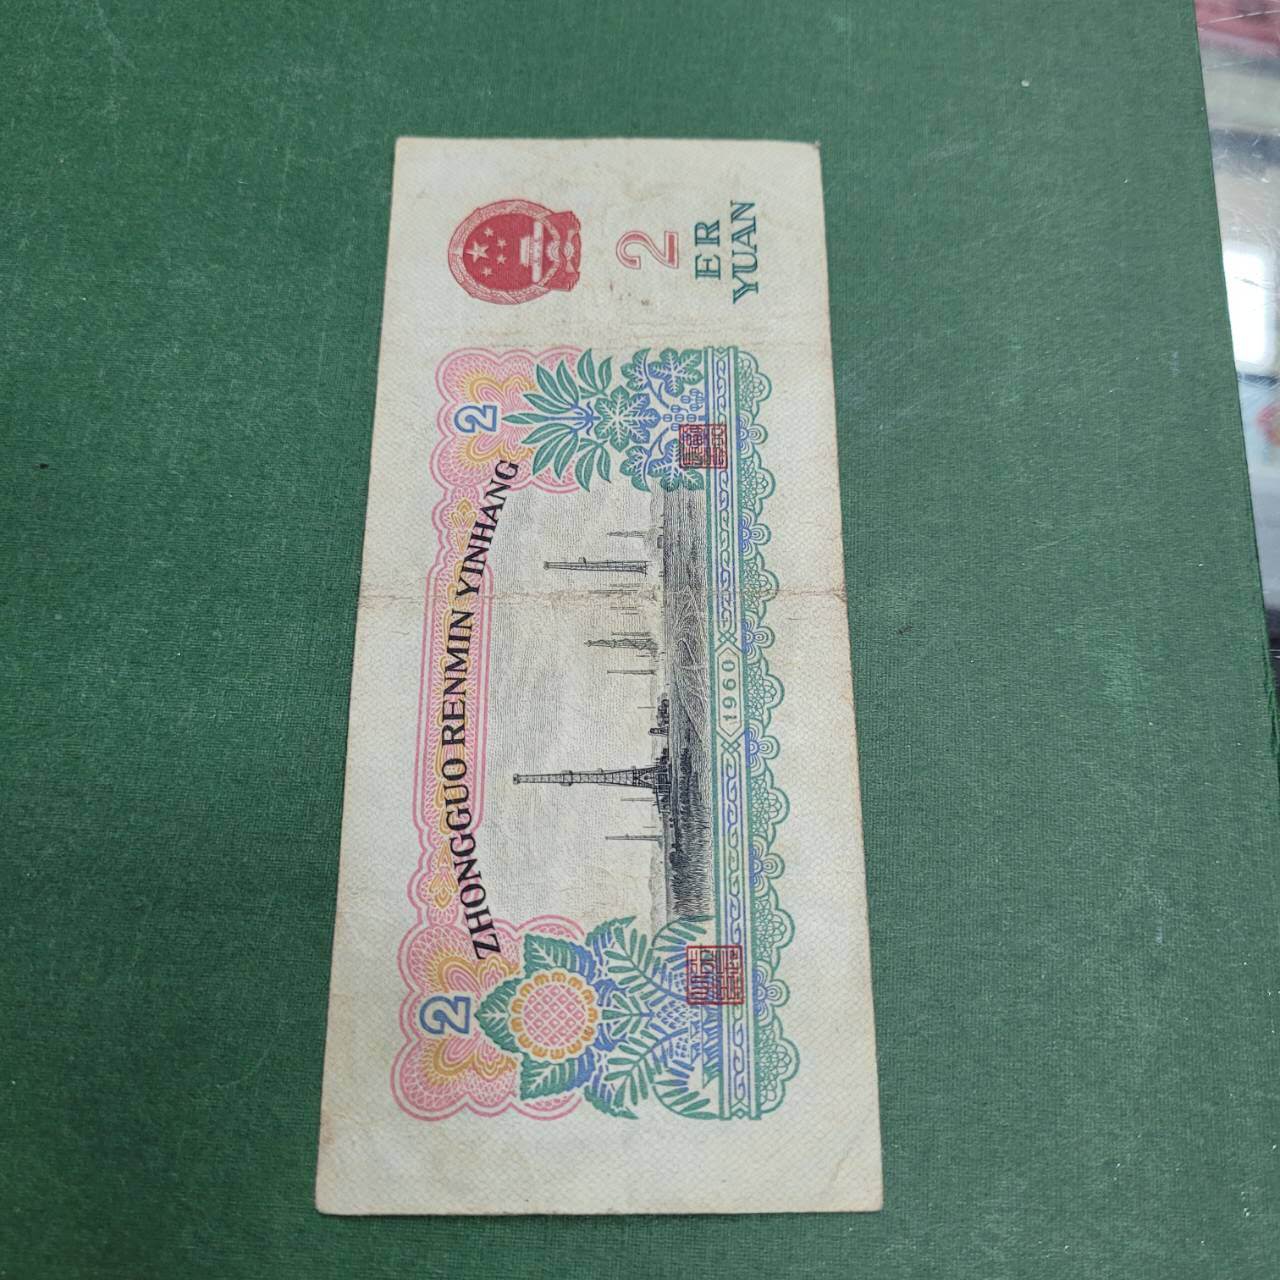 ZHONGGUO RENMIN YINHANG
2
2
2
ER
YUAN
1960